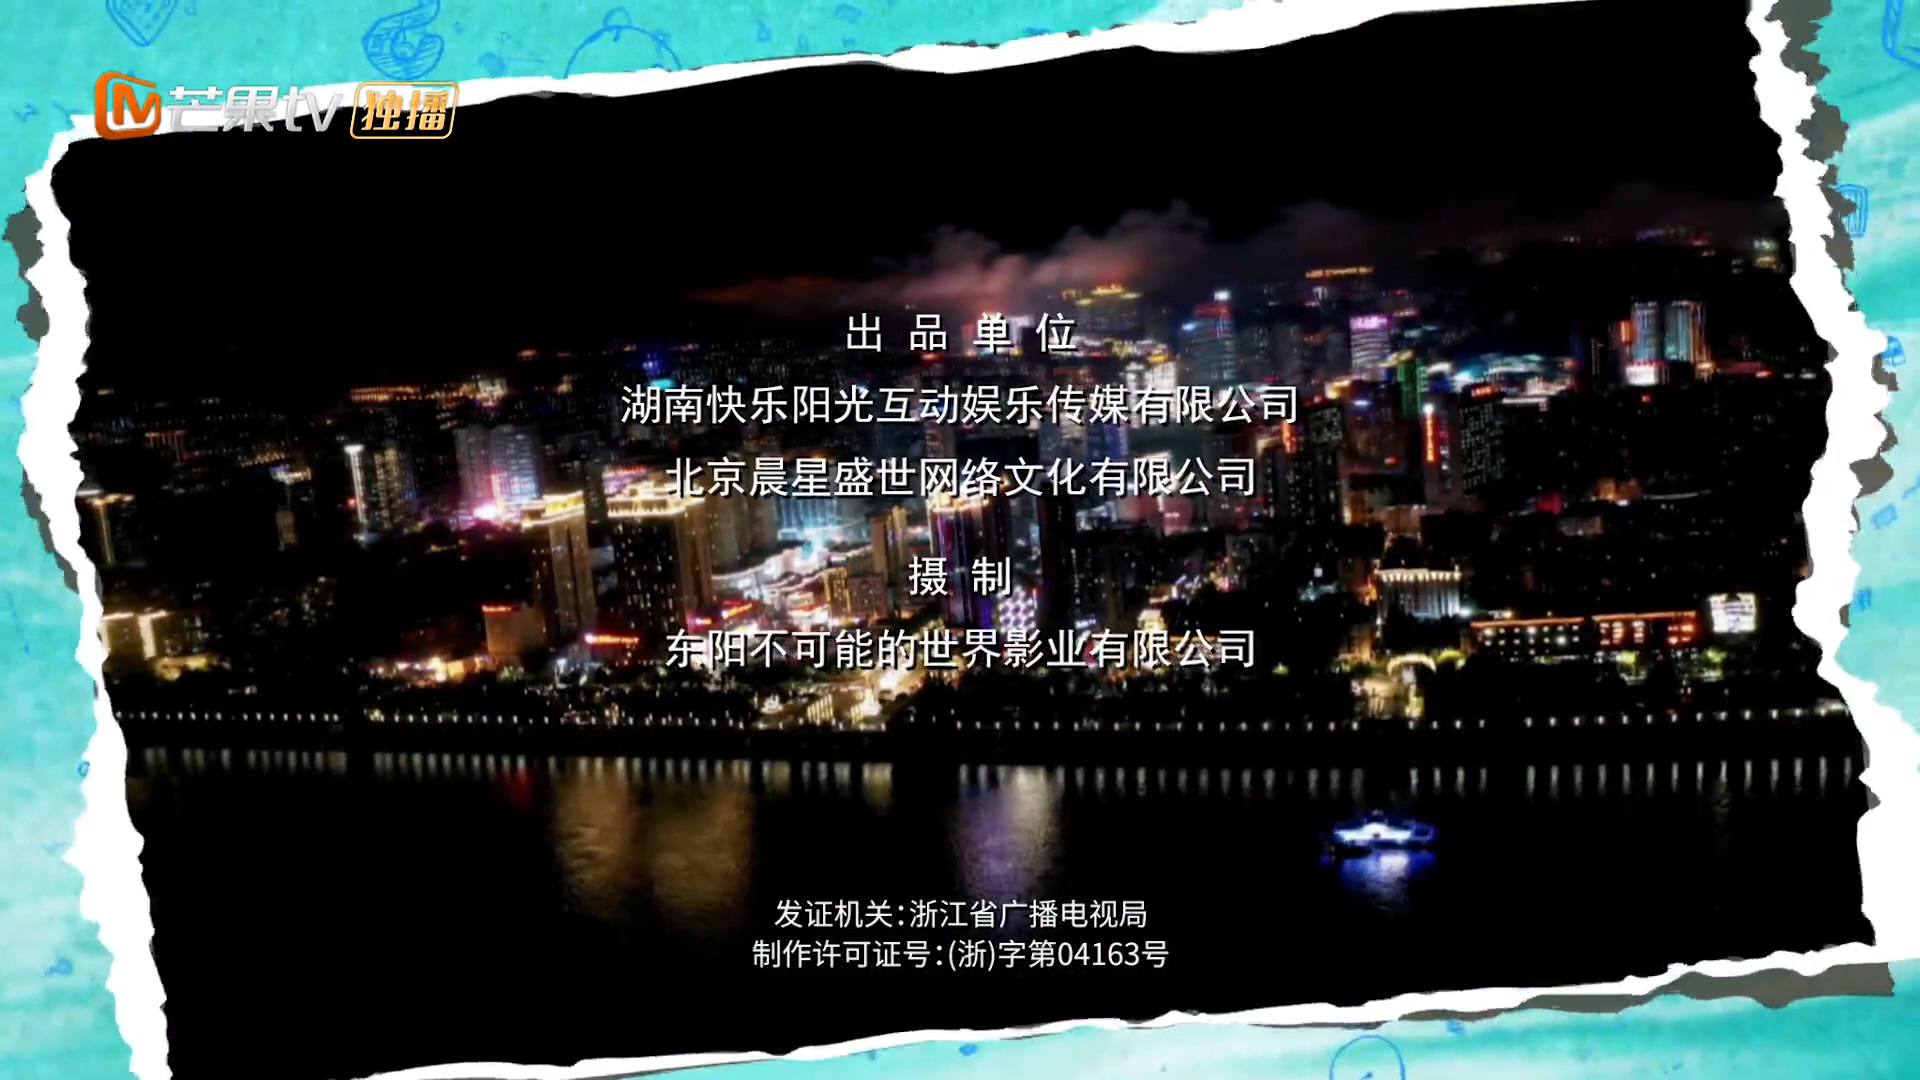 芒果tv 独播
出品单位
湖南快乐阳光互动娱乐传媒有限公司
北京晨星盛世网络文化有限公司
摄制
东阳不可能的世界影业有限公司
发证机关:浙江省广播电视局
制作许可证号:(浙)字第04163号